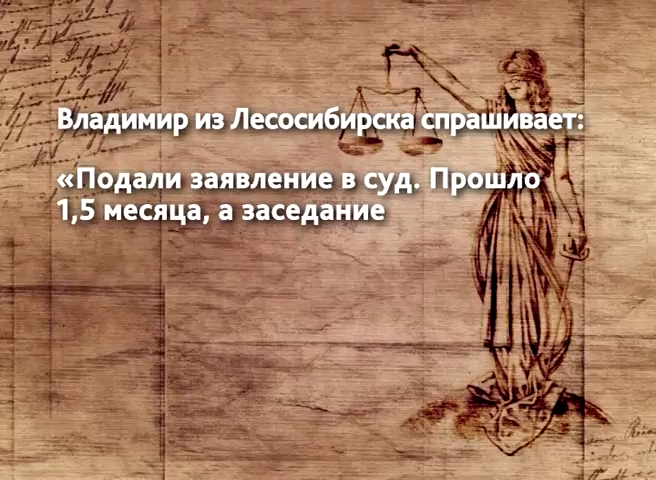 Владимир из Лесосибирска спрашивает:
«Подали заявление в суд. Прошло
1,5 месяца, а заседание